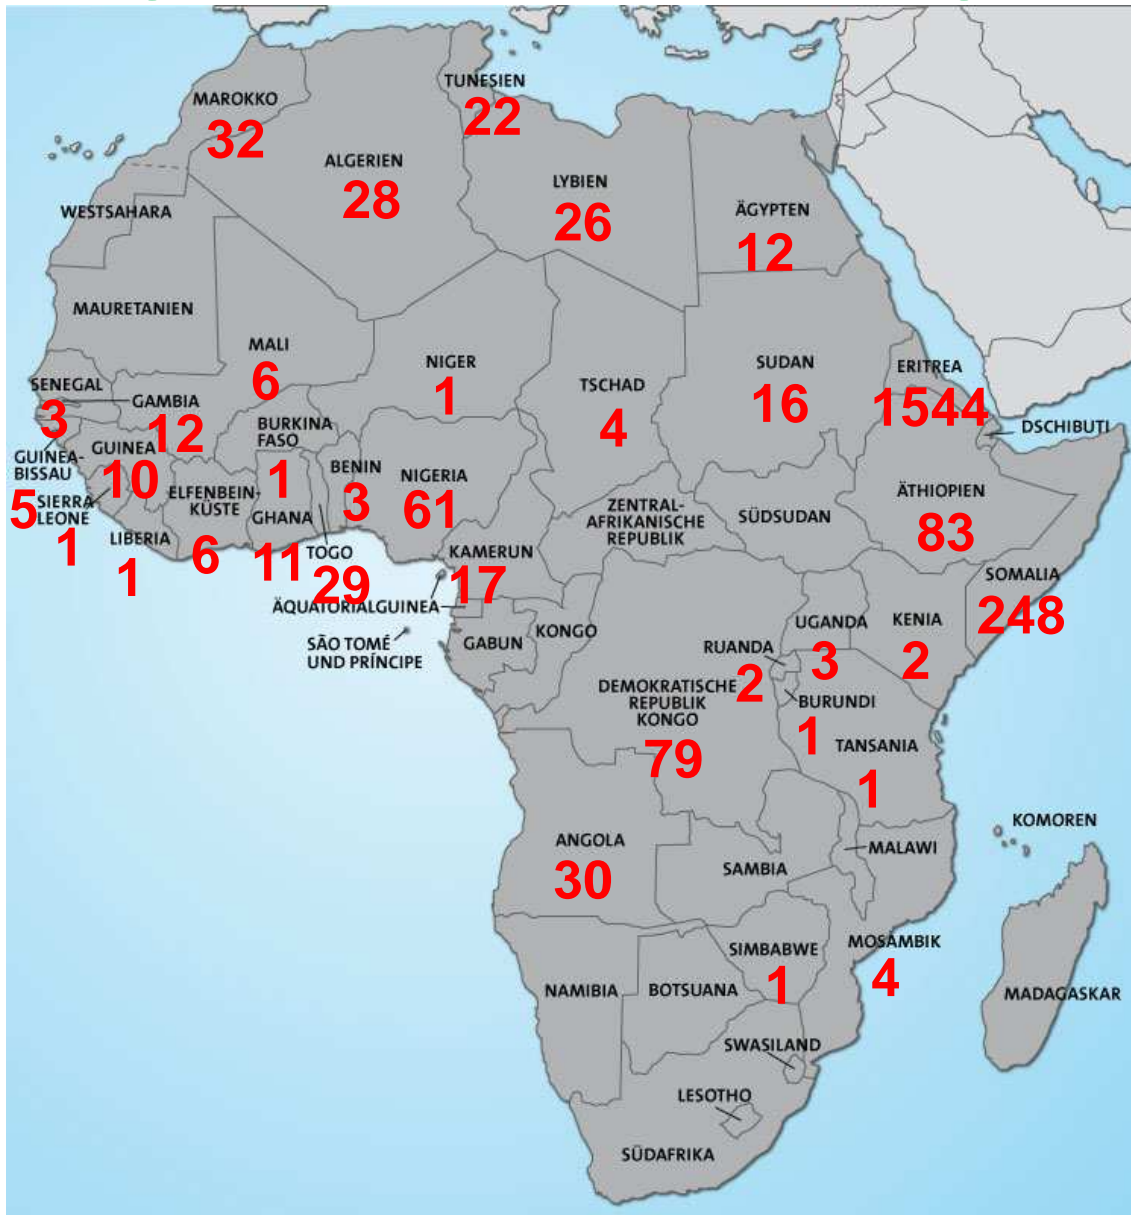 TUNESIEN
22
MAROKKO
32
ALGERIEN
28
LYBIEN
26
ÄGYPTEN
12
WESTSAHARA
MAURETANIEN
MALI
6
NIGER
1
TSCHAD
4
SUDAN
16
ERITREA
1544
DSCHIBUTI
SENEGAL
3
GAMBIA
12
GUINEA-
BISSAU
5
GUINEA
10
SIERRA
LEONE
1
LIBERIA
1
ELFENBEIN-
KÜSTE
6
BURKINA
FASO
1
GHANA
11
TOGO
29
BENIN
3
NIGERIA
61
KAMERUN
17
ZENTRAL-
AFRIKANISCHE
REPUBLIK
SÜDSUDAN
ÄTHIOPIEN
83
SOMALIA
248
ÄQUATORIALGUINEA
SÃO TOMÉ
UND PRÍNCIPE
GABUN
KONGO
UGANDA
3
KENIA
2
RUANDA
2
DEMOKRATISCHE
REPUBLIK
KONGO
79
BURUNDI
1
TANSANIA
1
KOMOREN
ANGOLA
30
SAMBIA
MALAWI
SIMBABWE
1
MOSAMBIK
4
NAMIBIA
BOTSUANA
MADAGASKAR
SWASILAND
LESOTHO
SÜDAFRIKA